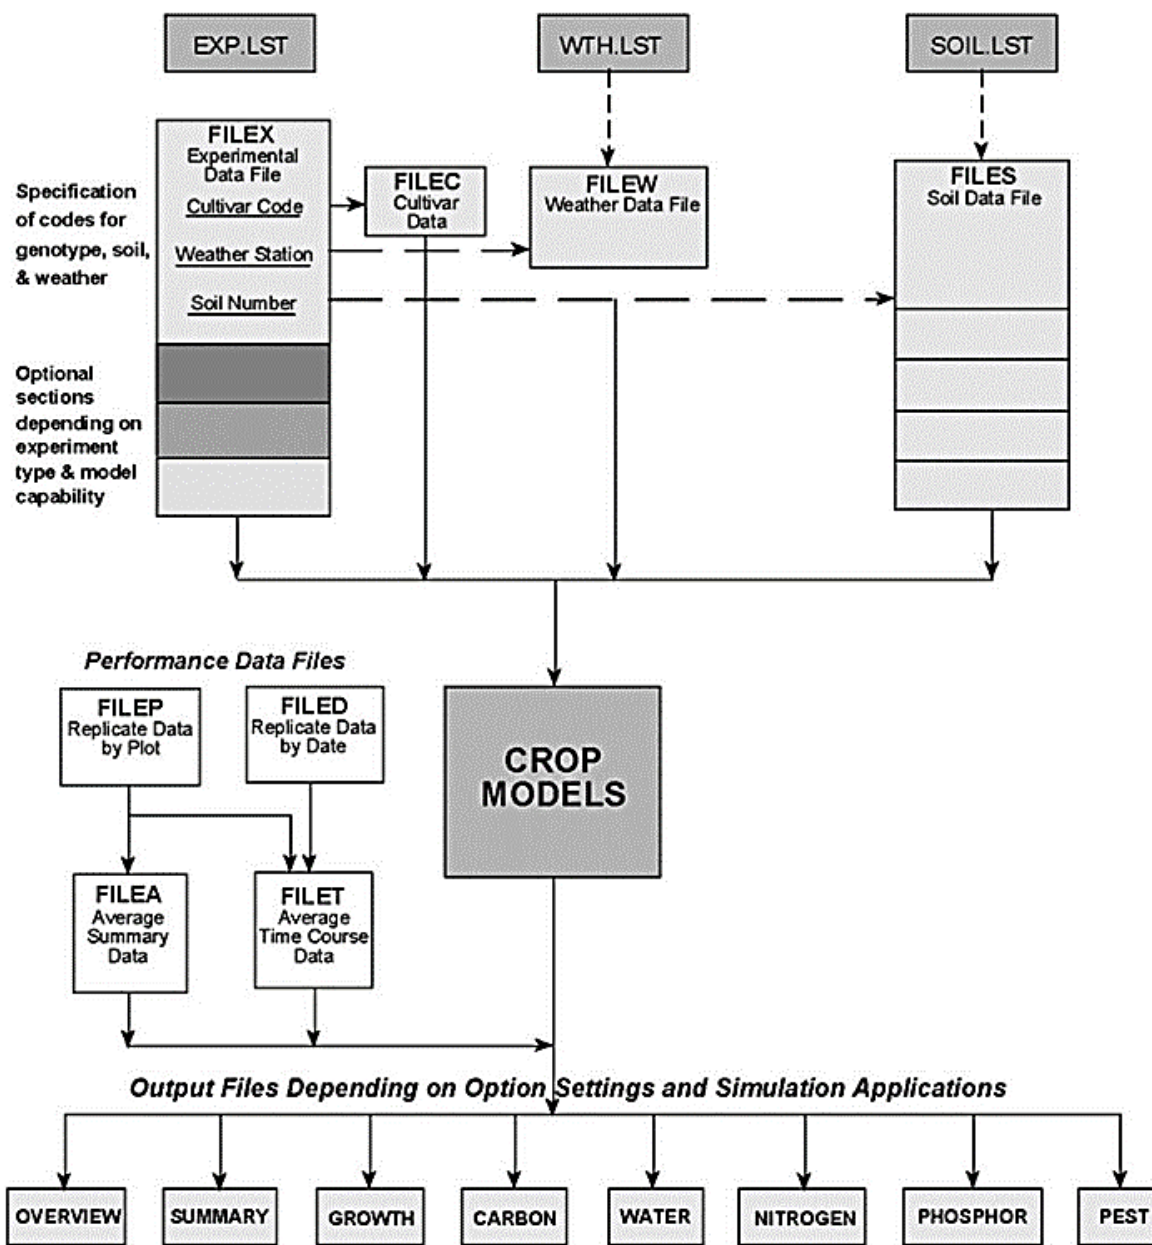 EXP.LST
WTH.LST
SOIL.LST
FILEX
Experimental
Data File
Cultivar Code
Weather Station
Soil Number
FILEC
Cultivar
Data
FILEW
Weather Data File
FILES
Soil Data File
Specification
of codes for
genotype, soil,
& weather
Optional
sections
depending on
experiment
type & model
capability
Performance Data Files
FILEP
Replicate Data
by Plot
FILED
Replicate Data
by Date
CROP
MODELS
FILEA
Average
Summary
Data
FILET
Average
Time Course
Data
Output Files Depending on Option Settings and Simulation Applications
OVERVIEW
SUMMARY
GROWTH
CARBON
WATER
NITROGEN
PHOSPHOR
PEST